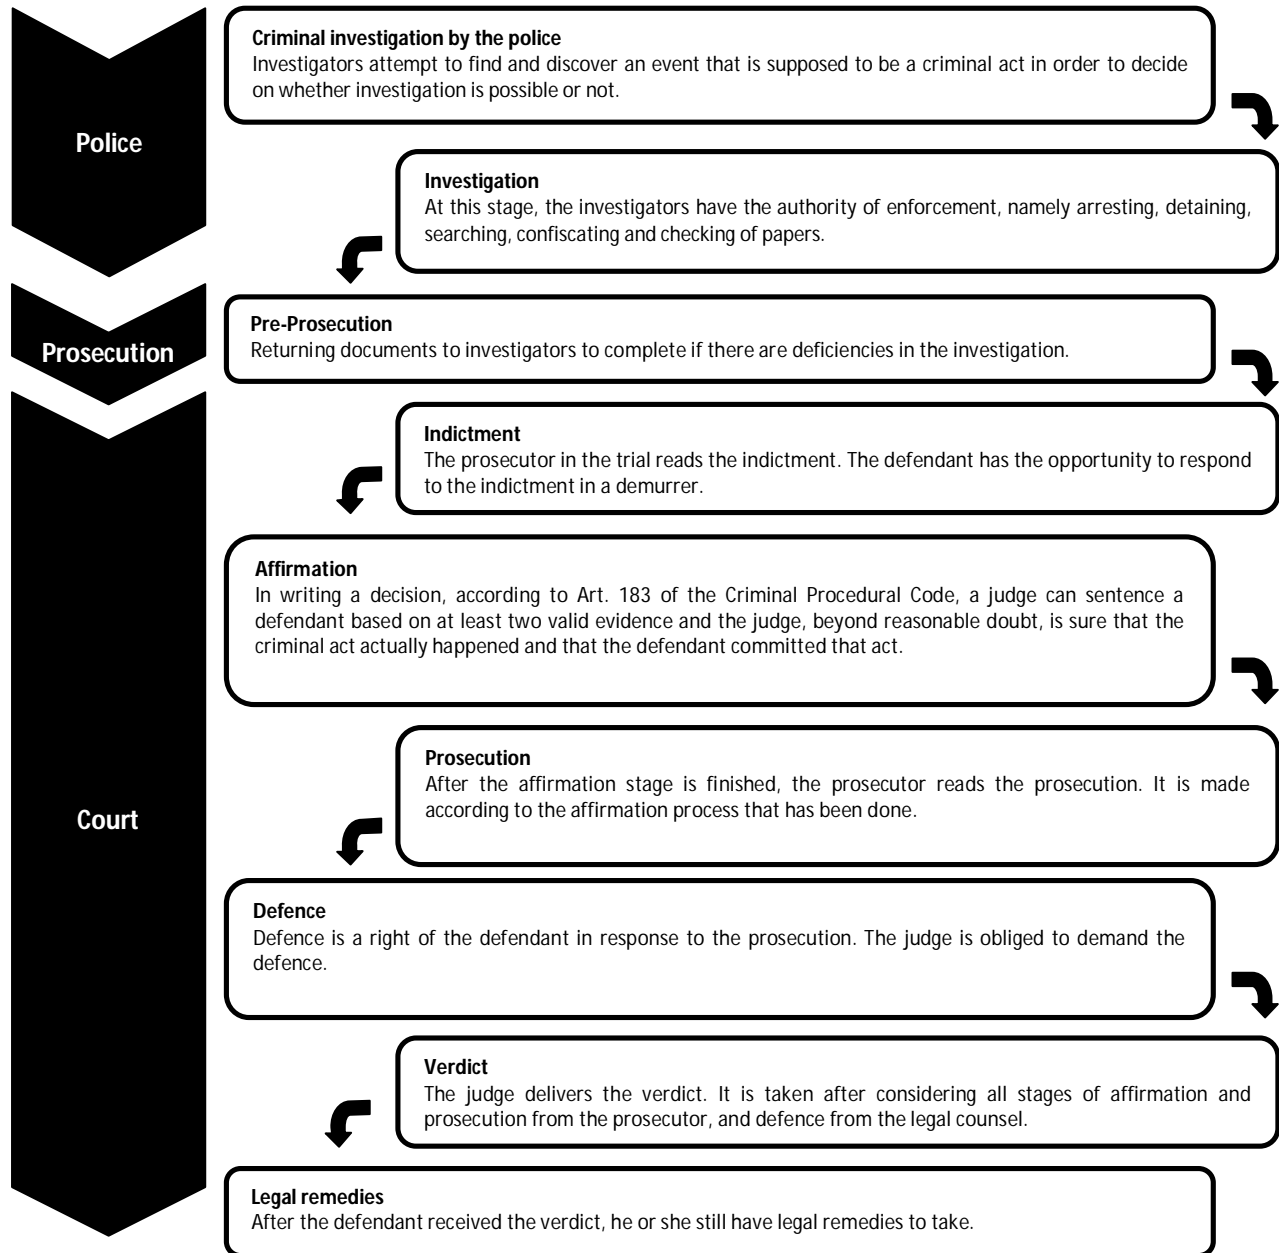 Police
Criminal investigation by the police
Investigators attempt to find and discover an event that is supposed to be a criminal act in order to decide
on whether investigation is possible or not.
Investigation
At this stage, the investigators have the authority of enforcement, namely arresting, detaining,
searching, confiscating and checking of papers.
Prosecution
Pre-Prosecution
Returning documents to investigators to complete if there are deficiencies in the investigation.
Court
Indictment
The prosecutor in the trial reads the indictment. The defendant has the opportunity to respond
to the indictment in a demurrer.
Affirmation
In writing a decision, according to Art. 183 of the Criminal Procedural Code, a judge can sentence a
defendant based on at least two valid evidence and the judge, beyond reasonable doubt, is sure that the
criminal act actually happened and that the defendant committed that act.
Prosecution
After the affirmation stage is finished, the prosecutor reads the prosecution. It is made
according to the affirmation process that has been done.
Defence
Defence is a right of the defendant in response to the prosecution. The judge is obliged to demand the
defence.
Verdict
The judge delivers the verdict. It is taken after considering all stages of affirmation and
prosecution from the prosecutor, and defence from the legal counsel.
Legal remedies
After the defendant received the verdict, he or she still have legal remedies to take.